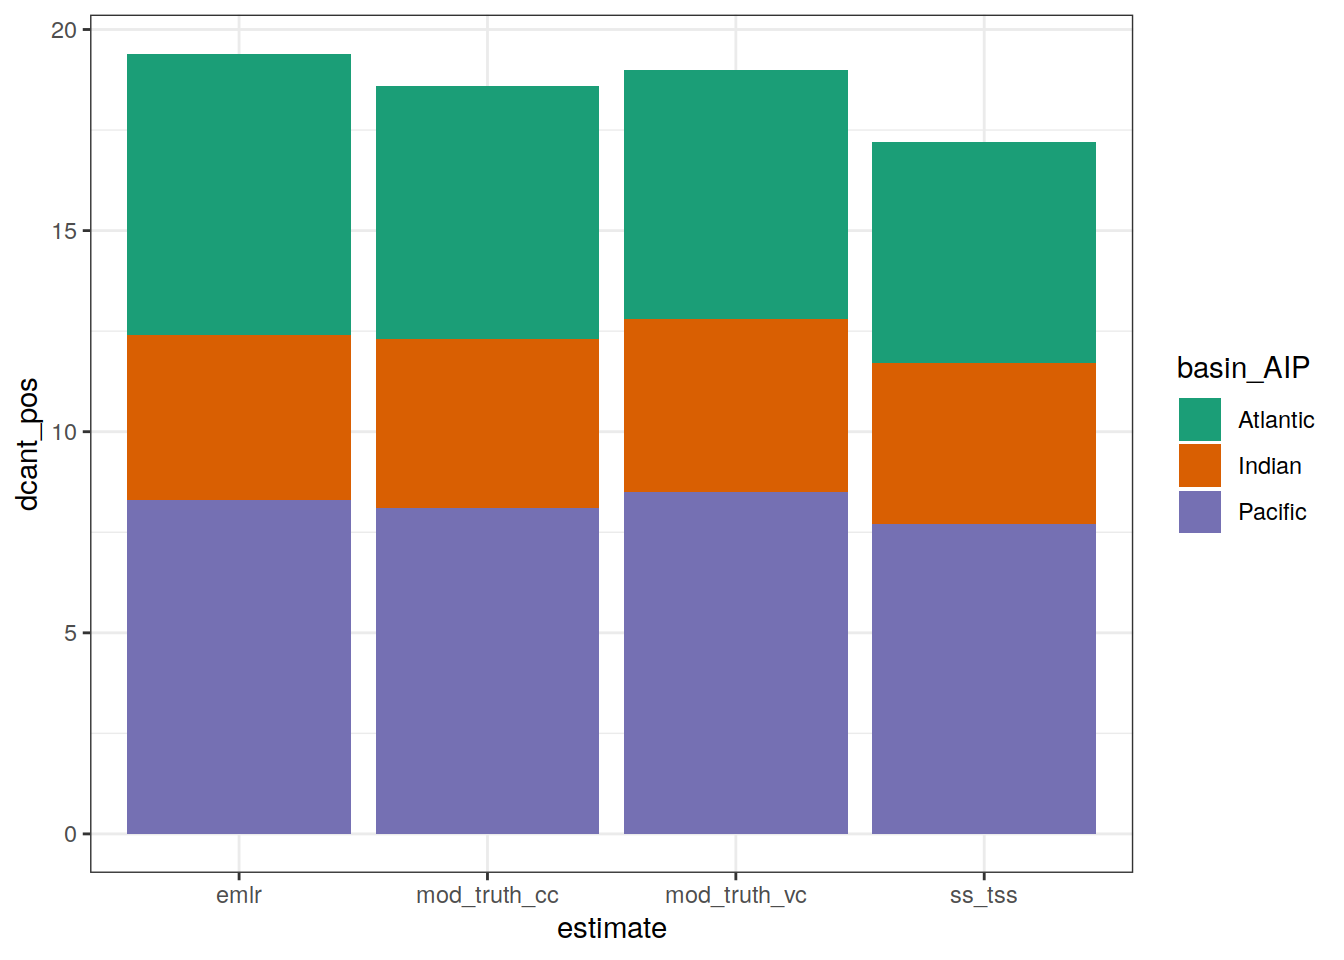 20
15
10
5
0
dcant_pos
emlr
mod_truth_cc
mod_truth_vc
ss_tss
estimate
basin_AIP
Atlantic
Indian
Pacific